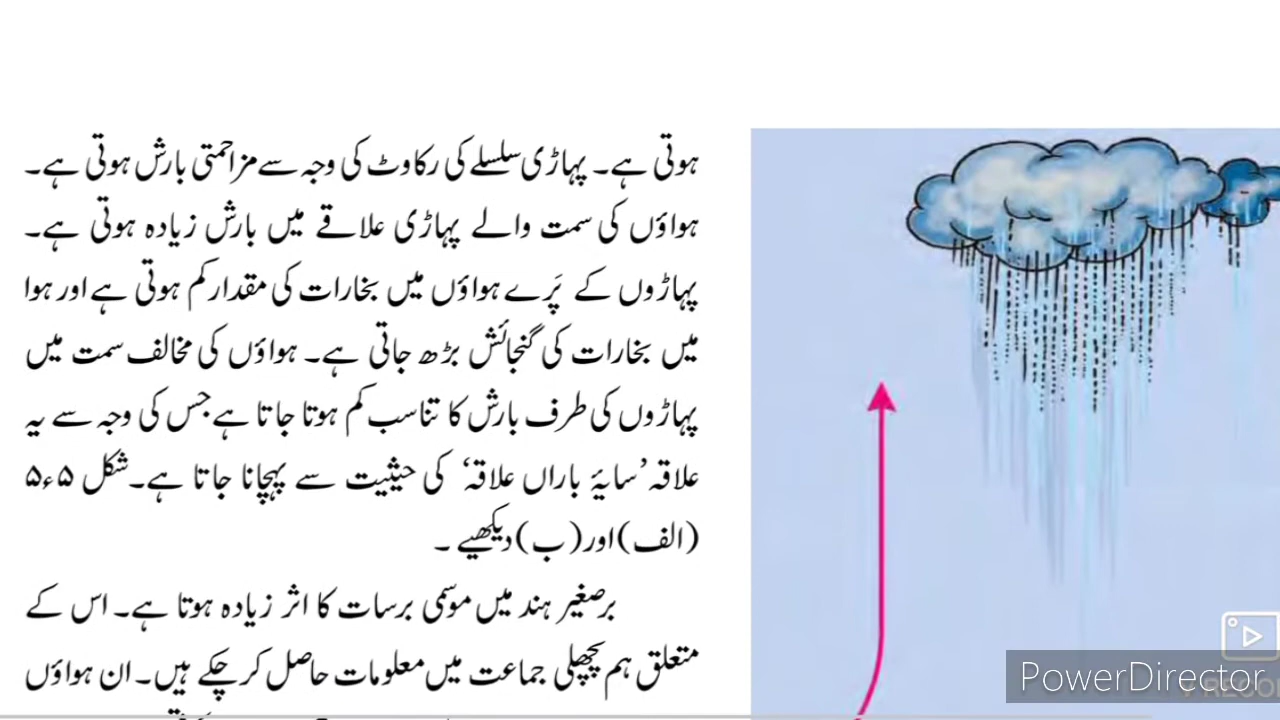 ہوتی ہے۔ پہاڑی سلسلے کی رکاوٹ کی وجہ سے مزاحمتی بارش ہوتی ہے۔
ہواؤں کی سمت والے پہاڑی علاقے میں بارش زیادہ ہوتی ہے۔
پہاڑوں کے پَرے ہواؤں میں بخارات کی مقدار کم ہوتی ہے اور ہوا
میں بخارات کی گنجائش بڑھ جاتی ہے۔ ہواؤں کی مخالف سمت میں
پہاڑوں کی طرف بارش کا تناسب کم ہوتا جاتا ہے جس کی وجہ سے یہ
علاقہ ’سایۂ باراں علاقہ‘ کی حیثیت سے پہچانا جاتا ہے۔ شکل ۵ء۵
(الف) اور (ب) دیکھیے۔
برصغیر ہند میں موسمی برسات کا اثر زیادہ ہوتا ہے۔ اس کے
متعلق ہم پچھلی جماعت میں معلومات حاصل کر چکے ہیں۔ ان ہواؤں
PowerDirector